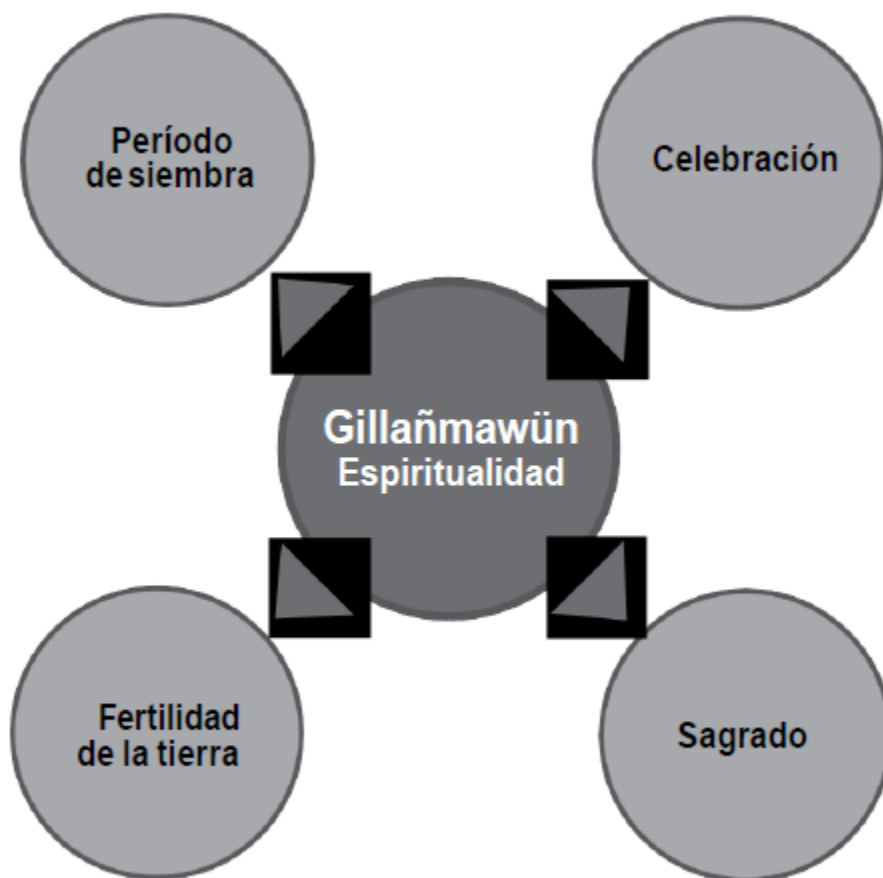 Período
de siembra
Celebración
Gillañmawün
Espiritualidad
Fertilidad
de la tierra
Sagrado